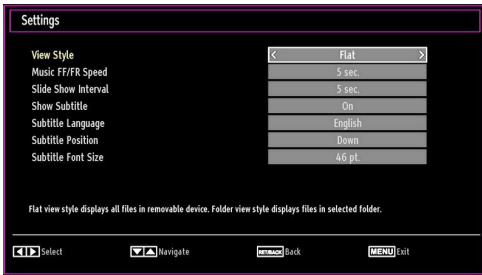 Settings
View Style < Flat >
Music FF/FR Speed 5 sec.
Slide Show Interval 5 sec.
Show Subtitle On
Subtitle Language English
Subtitle Position Down
Subtitle Font Size 46 pt.
Flat view style displays all files in removable device. Folder view style displays files in selected folder.
Select Navigate RET/BACK Back MENU Exit